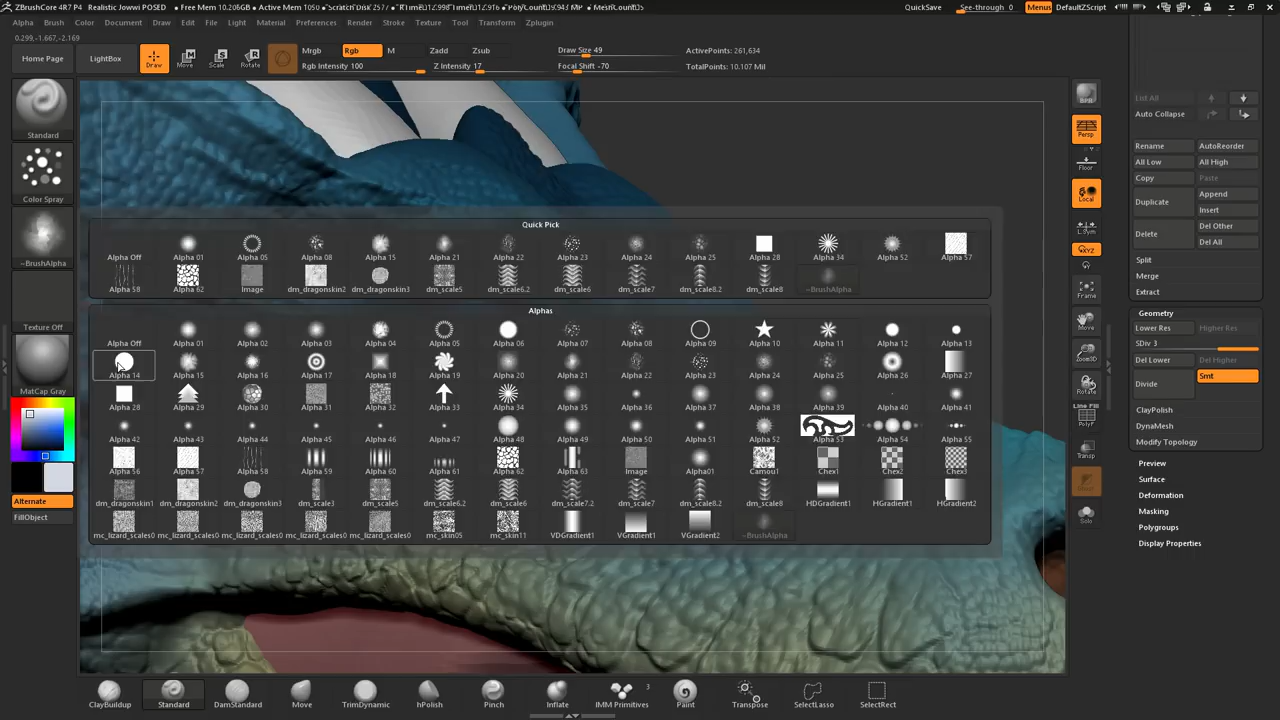 ZBrushCore 4R7 P4 Realistic Jowwi POSED
QuickSave See-through 0 Menus DefaultZScript
Alpha Brush Color Document Draw Edit File Light Material Preferences Render Stroke Texture Tool Transform Zplugin
0.299,-1.667,-2.169
Home Page LightBox Draw Move Scale Rotate
Mrgb Rgb M Zadd Zsub
Rgb Intensity 100 Z Intensity 17
Draw Size 49 ActivePoints: 261,634
Focal Shift -70 TotalPoints: 10.107 Mil
Standard
Color Spray
~BrushAlpha
Texture Off
MatCap Gray
Alternate
FillObject
Quick Pick
Alpha Off Alpha 01 Alpha 05 Alpha 08 Alpha 15 Alpha 21 Alpha 22 Alpha 23 Alpha 24 Alpha 25 Alpha 28 Alpha 34 Alpha 52 Alpha 57
Alpha 58 Alpha 62 Image dm_dragonskin2 dm_dragonskin3 dm_scale5 dm_scale6.2 dm_scale6 dm_scale7 dm_scale8.2 dm_scale8 ~BrushAlpha
Alphas
Alpha Off Alpha 01 Alpha 02 Alpha 03 Alpha 04 Alpha 05 Alpha 06 Alpha 07 Alpha 08 Alpha 09 Alpha 10 Alpha 11 Alpha 12 Alpha 13
Alpha 14 Alpha 15 Alpha 16 Alpha 17 Alpha 18 Alpha 19 Alpha 20 Alpha 21 Alpha 22 Alpha 23 Alpha 24 Alpha 25 Alpha 26 Alpha 27
Alpha 28 Alpha 29 Alpha 30 Alpha 31 Alpha 32 Alpha 33 Alpha 34 Alpha 35 Alpha 36 Alpha 37 Alpha 38 Alpha 39 Alpha 40 Alpha 41
Alpha 42 Alpha 43 Alpha 44 Alpha 45 Alpha 46 Alpha 47 Alpha 48 Alpha 49 Alpha 50 Alpha 51 Alpha 52 Alpha 53 Alpha 54 Alpha 55
Alpha 56 Alpha 57 Alpha 58 Alpha 59 Alpha 60 Alpha 61 Alpha 62 Alpha 63 Image Alpha01 Camou1 Chex1 Chex2 Chex3
dm_dragonskin1 dm_dragonskin2 dm_dragonskin3 dm_scale3 dm_scale5 dm_scale6.2 dm_scale6 dm_scale7.2 dm_scale7 dm_scale8.2 dm_scale8 HDGradient1 HGradient1 HGradient2
mc_lizard_scales0 mc_lizard_scales0 mc_lizard_scales0 mc_lizard_scales0 mc_lizard_scales0 mc_skin05 mc_skin11 VDGradient1 VGradient1 VGradient2 ~BrushAlpha
BPR
Persp
Floor
Local
L.Sym
Frame
Move
Zoom3D
Rotate
Line Fill
PolyF
Transp
Solo
List All
Auto Collapse
Rename AutoReorder
All Low All High
Copy Paste
Duplicate Append
Insert
Delete Del Other
Del All
Split
Merge
Extract
Geometry
Lower Res Higher Res
SDiv 3
Del Lower Del Higher
Divide Smt
ClayPolish
DynaMesh
Modify Topology
Preview
Surface
Deformation
Masking
Polygroups
Display Properties
ClayBuildup Standard DamStandard Move TrimDynamic hPolish Pinch Inflate IMM Primitives 3 Paint Transpose SelectLasso SelectRect